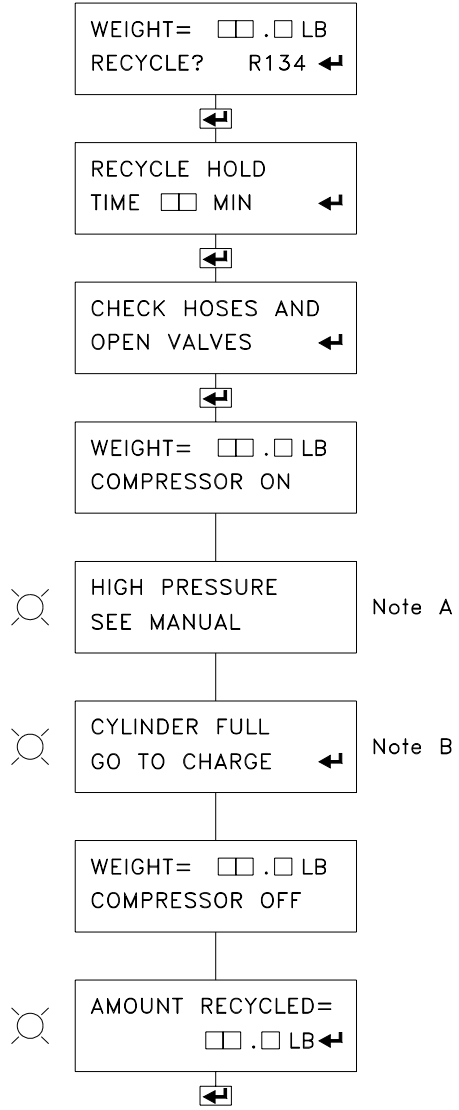 WEIGHT= □□.□ LB
RECYCLE? R134 ↵
↵
RECYCLE HOLD
TIME □□ MIN ↵
↵
CHECK HOSES AND
OPEN VALVES ↵
↵
WEIGHT= □□.□ LB
COMPRESSOR ON
HIGH PRESSURE
SEE MANUAL
Note A
CYLINDER FULL
GO TO CHARGE ↵
Note B
WEIGHT= □□.□ LB
COMPRESSOR OFF
AMOUNT RECYCLED=
□□.□ LB↵
↵